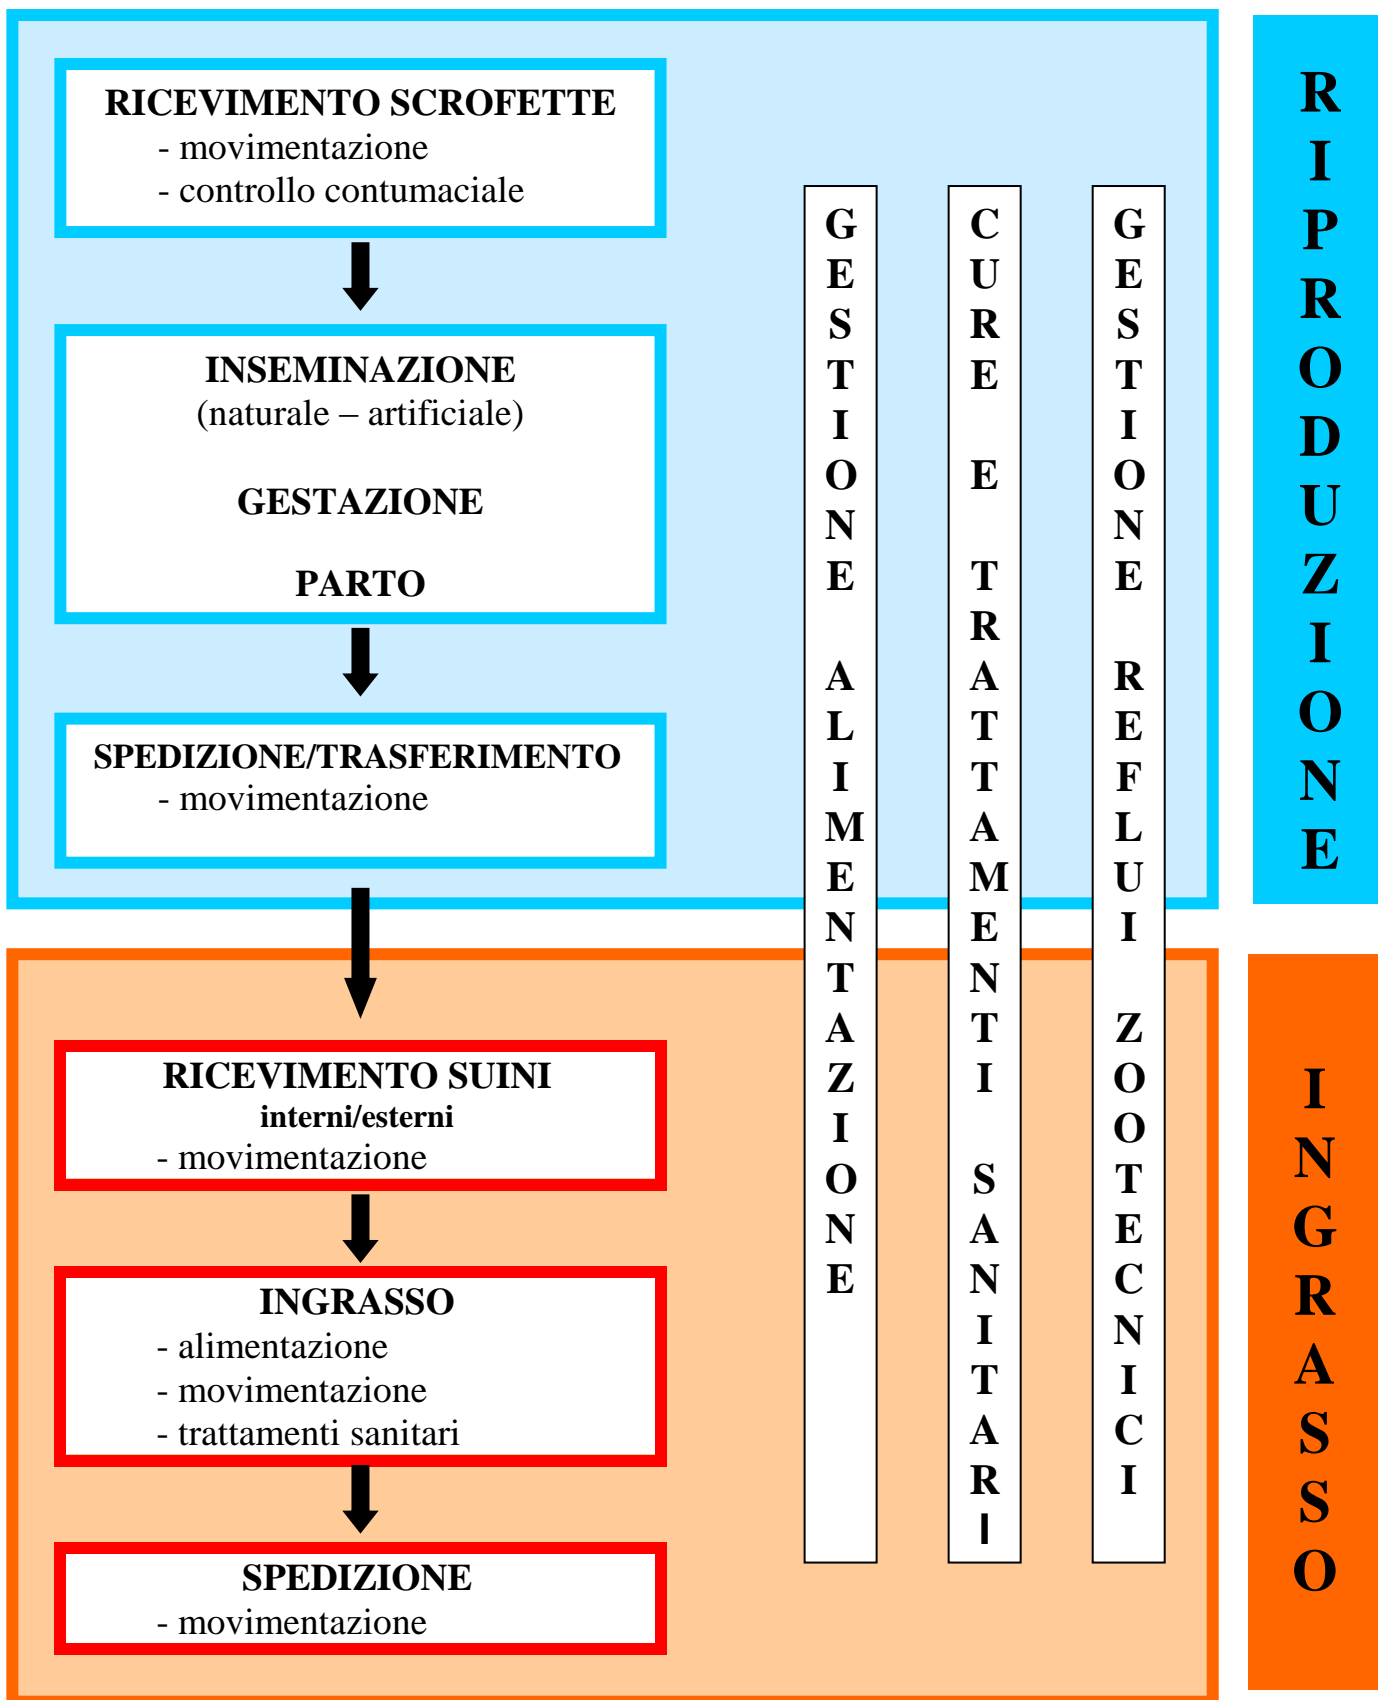 RICEVIMENTO SCROFETTE
- movimentazione
- controllo contumaciale
INSEMINAZIONE
(naturale – artificiale)
GESTAZIONE
PARTO
SPEDIZIONE/TRASFERIMENTO
- movimentazione
RICEVIMENTO SUINI
interni/esterni
- movimentazione
INGRASSO
- alimentazione
- movimentazione
- trattamenti sanitari
SPEDIZIONE
- movimentazione
GESTIONE ALIMENTAZIONE
CURE E TRATTAMENTI SANITARI
GESTIONE REFLUI ZOOTECNICI
RIPRODUZIONE
INGRASSO